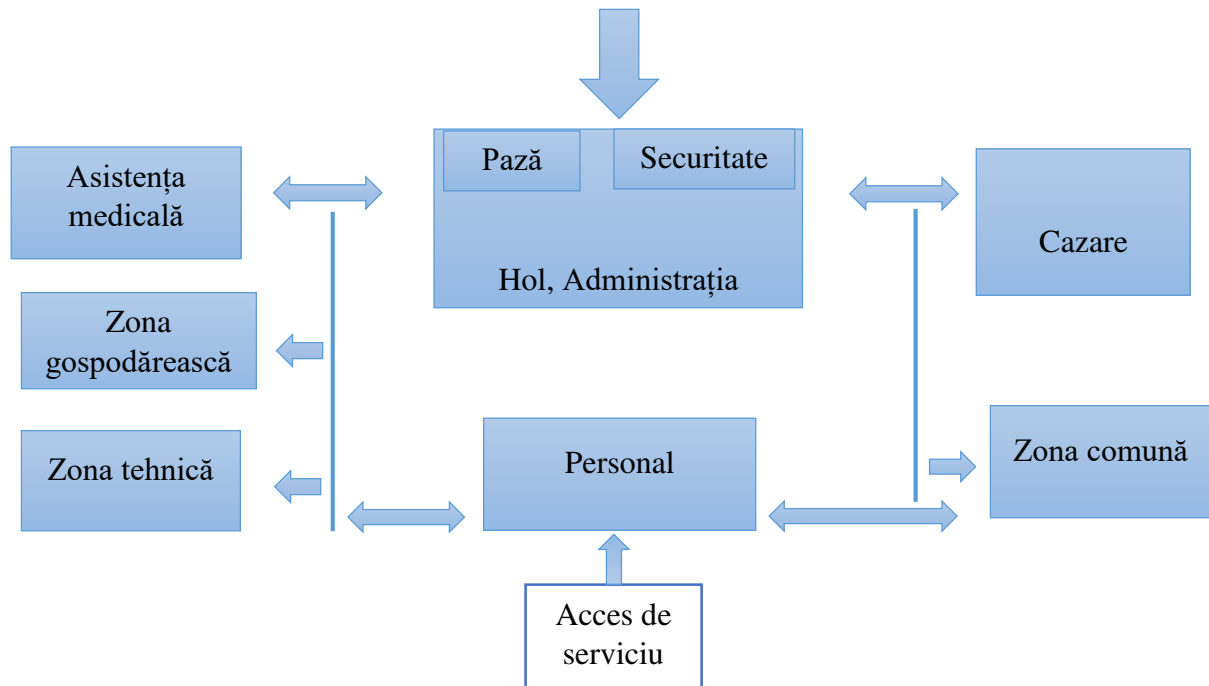 Pază
Securitate
Hol, Administrația
Asistența
medicală
Cazare
Zona
gospodărească
Zona tehnică
Personal
Zona comună
Acces de
serviciu